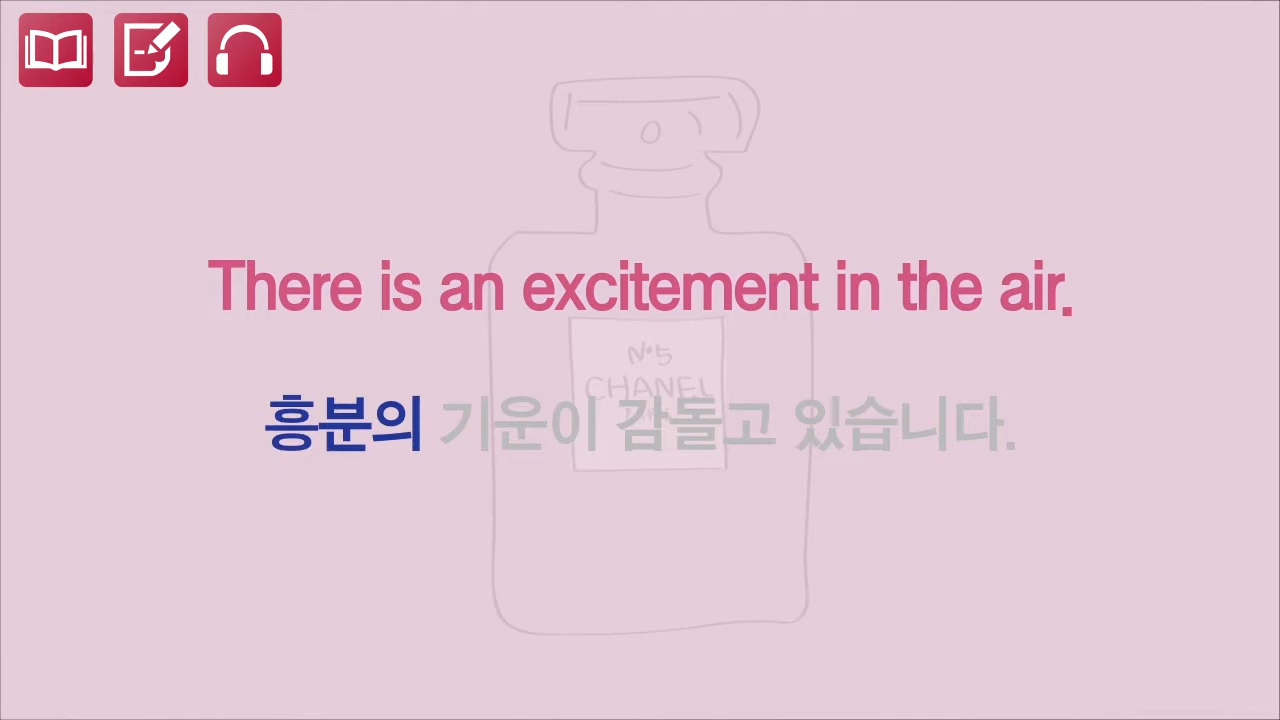 There is an excitement in the air.
N°5
CHANEL
흥분의 기운이 감돌고 있습니다.